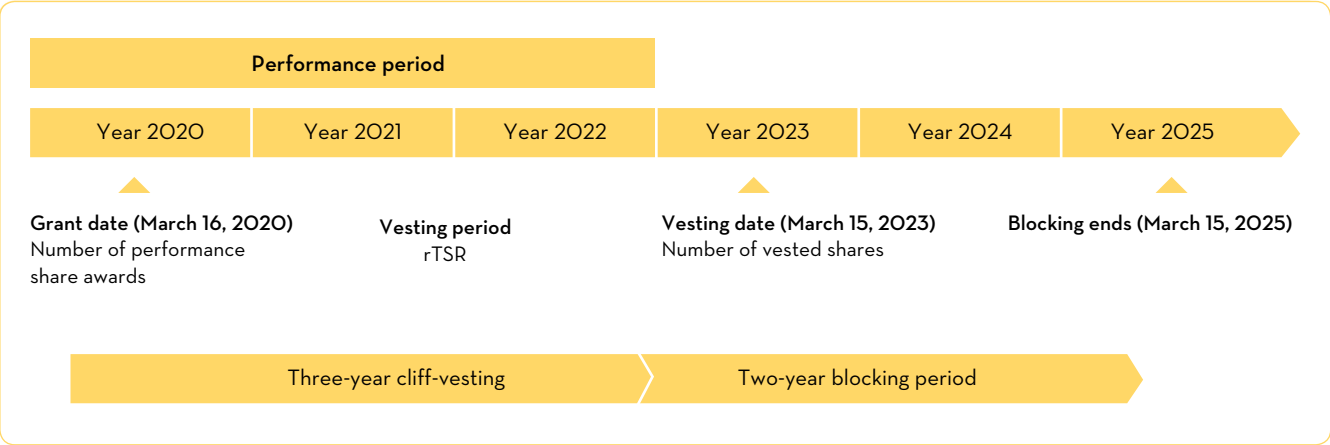 Performance period
Year 2020
Year 2021
Year 2022
Year 2023
Year 2024
Year 2025
Grant date (March 16, 2020)
Number of performance
share awards
Vesting period
rTSR
Vesting date (March 15, 2023)
Number of vested shares
Blocking ends (March 15, 2025)
Three-year cliff-vesting
Two-year blocking period